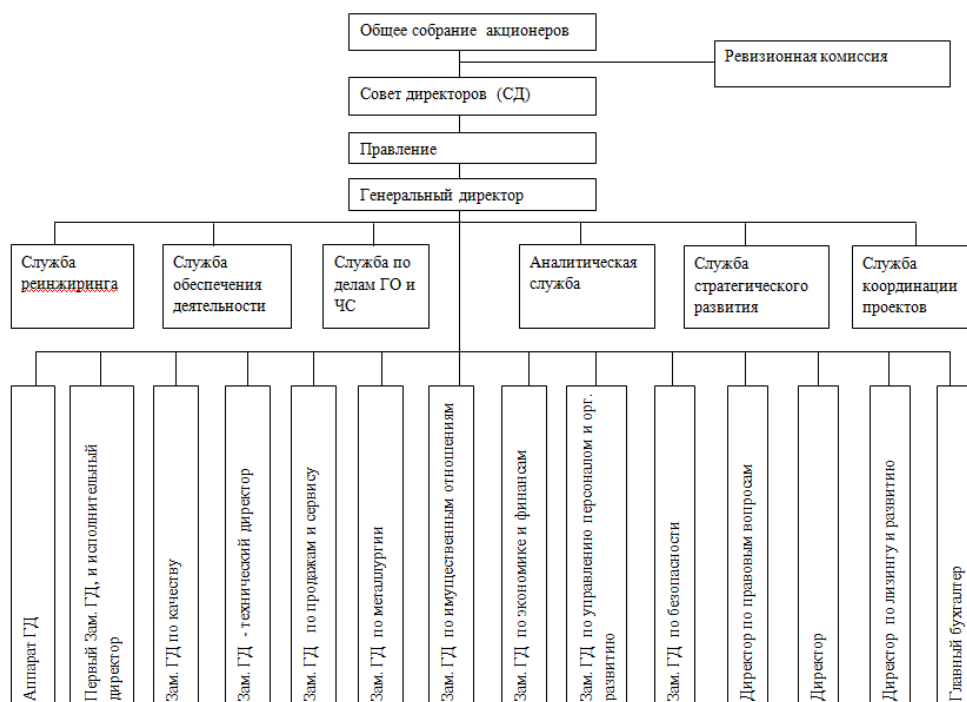 Общее собрание акционеров
Ревизионная комиссия
Совет директоров (СД)
Правление
Генеральный директор
Служба
реинжиринга
Служба
обеспечения
деятельности
Служба по
делам ГО и
ЧС
Аналитическая
служба
Служба
стратегического
развития
Служба
координации
проектов
Аппарат ГД
Первый Зам. ГД, и исполнительный
директор
Зам. ГД по качеству
Зам. ГД - технический директор
Зам. ГД по продажам и сервису
Зам. ГД по металлургии
Зам. ГД по имущественным отношениям
Зам. ГД по экономике и финансам
Зам. ГД по управлению персоналом и орг.
развитию
Зам. ГД по безопасности
Директор по правовым вопросам
Директор
Директор по лизингу и развитию
Главный бухгалтер